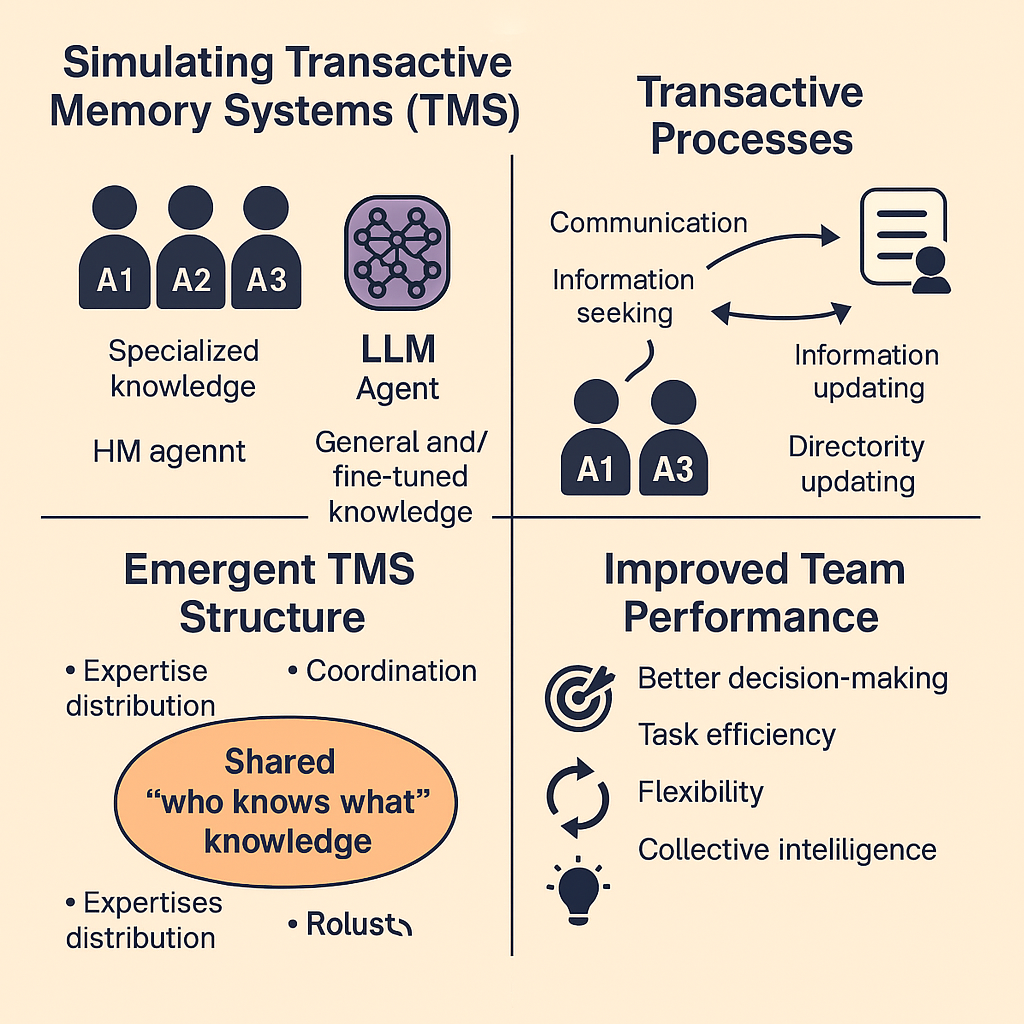 Simulating Transactive
Memory Systems (TMS)
A1 A2 A3
Specialized
knowledge
HM agennt
LLM
Agent
General and/
fine-tuned
knowledge
Transactive
Processes
Communication
Information
seeking
A1 A3
Information
updating
Directority
updating
Emergent TMS
Structure
• Expertise
distribution
• Coordination
Shared
“who knows what”
knowledge
• Expertises
distribution
•
Improved Team
Performance
Better decision-making
Task efficiency
Flexibility
Collective inteliligence